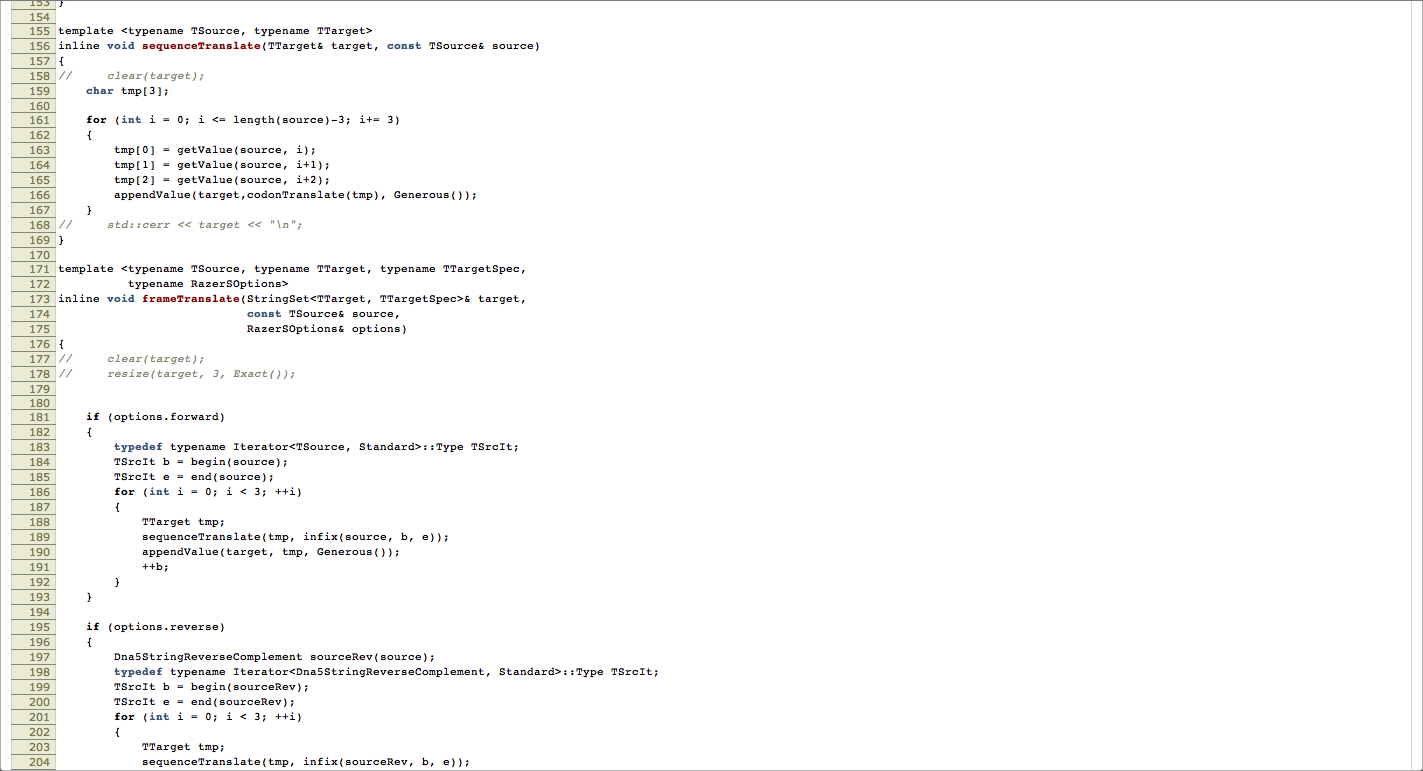 153 }
154
155 template <typename TSource, typename TTarget>
156 inline void sequenceTranslate(TTarget& target, const TSource& source)
157 {
158 //     clear(target);
159     char tmp[3];
160
161     for (int i = 0; i <= length(source)-3; i+= 3)
162     {
163         tmp[0] = getValue(source, i);
164         tmp[1] = getValue(source, i+1);
165         tmp[2] = getValue(source, i+2);
166         appendValue(target,codonTranslate(tmp), Generous());
167     }
168 //     std::cerr << target << "\n";
169 }
170
171 template <typename TSource, typename TTarget, typename TTargetSpec,
172           typename RazerSOptions>
173 inline void frameTranslate(StringSet<TTarget, TTargetSpec>& target,
174                            const TSource& source,
175                            RazerSOptions& options)
176 {
177 //     clear(target);
178 //     resize(target, 3, Exact());
179
180
181     if (options.forward)
182     {
183         typedef typename Iterator<TSource, Standard>::Type TSrcIt;
184         TSrcIt b = begin(source);
185         TSrcIt e = end(source);
186         for (int i = 0; i < 3; ++i)
187         {
188             TTarget tmp;
189             sequenceTranslate(tmp, infix(source, b, e));
190             appendValue(target, tmp, Generous());
191             ++b;
192         }
193     }
194
195     if (options.reverse)
196     {
197         Dna5StringReverseComplement sourceRev(source);
198         typedef typename Iterator<Dna5StringReverseComplement, Standard>::Type TSrcIt;
199         TSrcIt b = begin(sourceRev);
200         TSrcIt e = end(sourceRev);
201         for (int i = 0; i < 3; ++i)
202         {
203             TTarget tmp;
204             sequenceTranslate(tmp, infix(sourceRev, b, e));